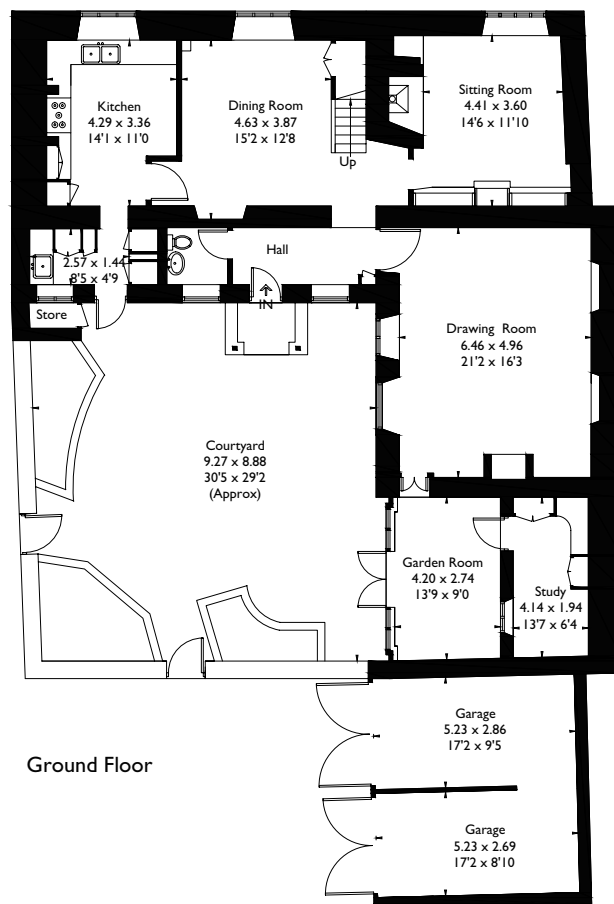 Kitchen
4.29 x 3.36
14'1 x 11'0
Dining Room
4.63 x 3.87
15'2 x 12'8
Up
Sitting Room
4.41 x 3.60
14'6 x 11'10
2.57 x 1.44
8'5 x 4'9
Hall
IN
Store
Drawing Room
6.46 x 4.96
21'2 x 16'3
Courtyard
9.27 x 8.88
30'5 x 29'2
(Approx)
Garden Room
4.20 x 2.74
13'9 x 9'0
Study
4.14 x 1.94
13'7 x 6'4
Garage
5.23 x 2.86
17'2 x 9'5
Ground Floor
Garage
5.23 x 2.69
17'2 x 8'10